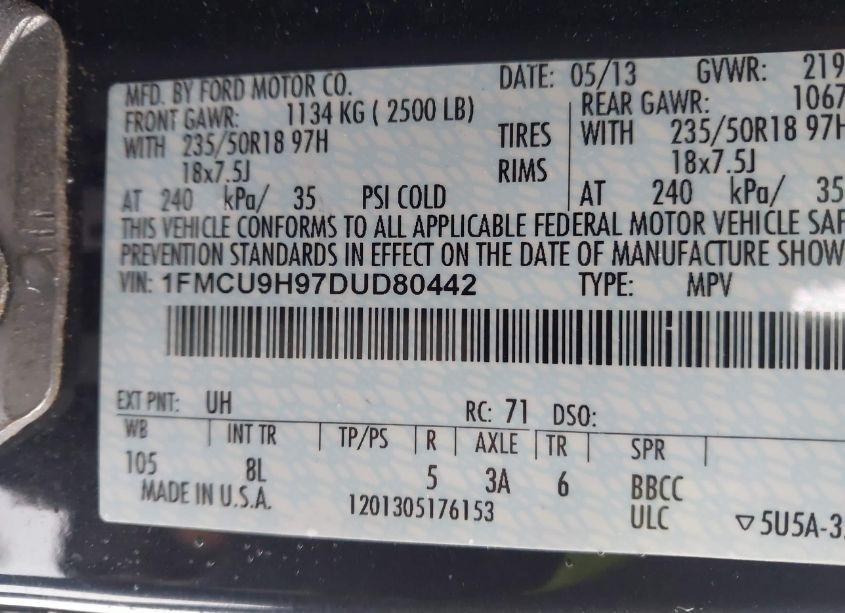 MFD. BY FORD MOTOR CO. DATE: 05/13 GVWR: 219
FRONT GAWR: 1134 KG ( 2500 LB) REAR GAWR: 1067
WITH 235/50R18 97H TIRES WITH 235/50R18 97H
18x7.5J RIMS 18x7.5J
AT 240 kPa/ 35 PSI COLD AT 240 kPa/ 35
THIS VEHICLE CONFORMS TO ALL APPLICABLE FEDERAL MOTOR VEHICLE SAF
PREVENTION STANDARDS IN EFFECT ON THE DATE OF MANUFACTURE SHOW
VIN: 1FMCU9H97DUD80442 TYPE: MPV
EXT PNT: UH RC: 71 DSO:
WB INT TR TP/PS R AXLE TR SPR
105 8L 5 3A 6 BBCC
MADE IN U.S.A. 1201305176153 ULC ▽5U5A-3